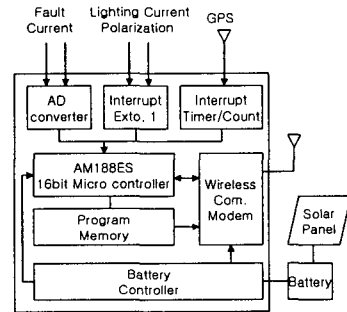 Fault
Current
Lighting Current
Polarization
GPS
AD
converter
Interrupt
Exto. 1
Interrupt
Timer/Count
AM188ES
16bit Micro controller
Wireless
Com.
Modem
Program
Memory
Solar
Panel
Battery
Controller
Battery